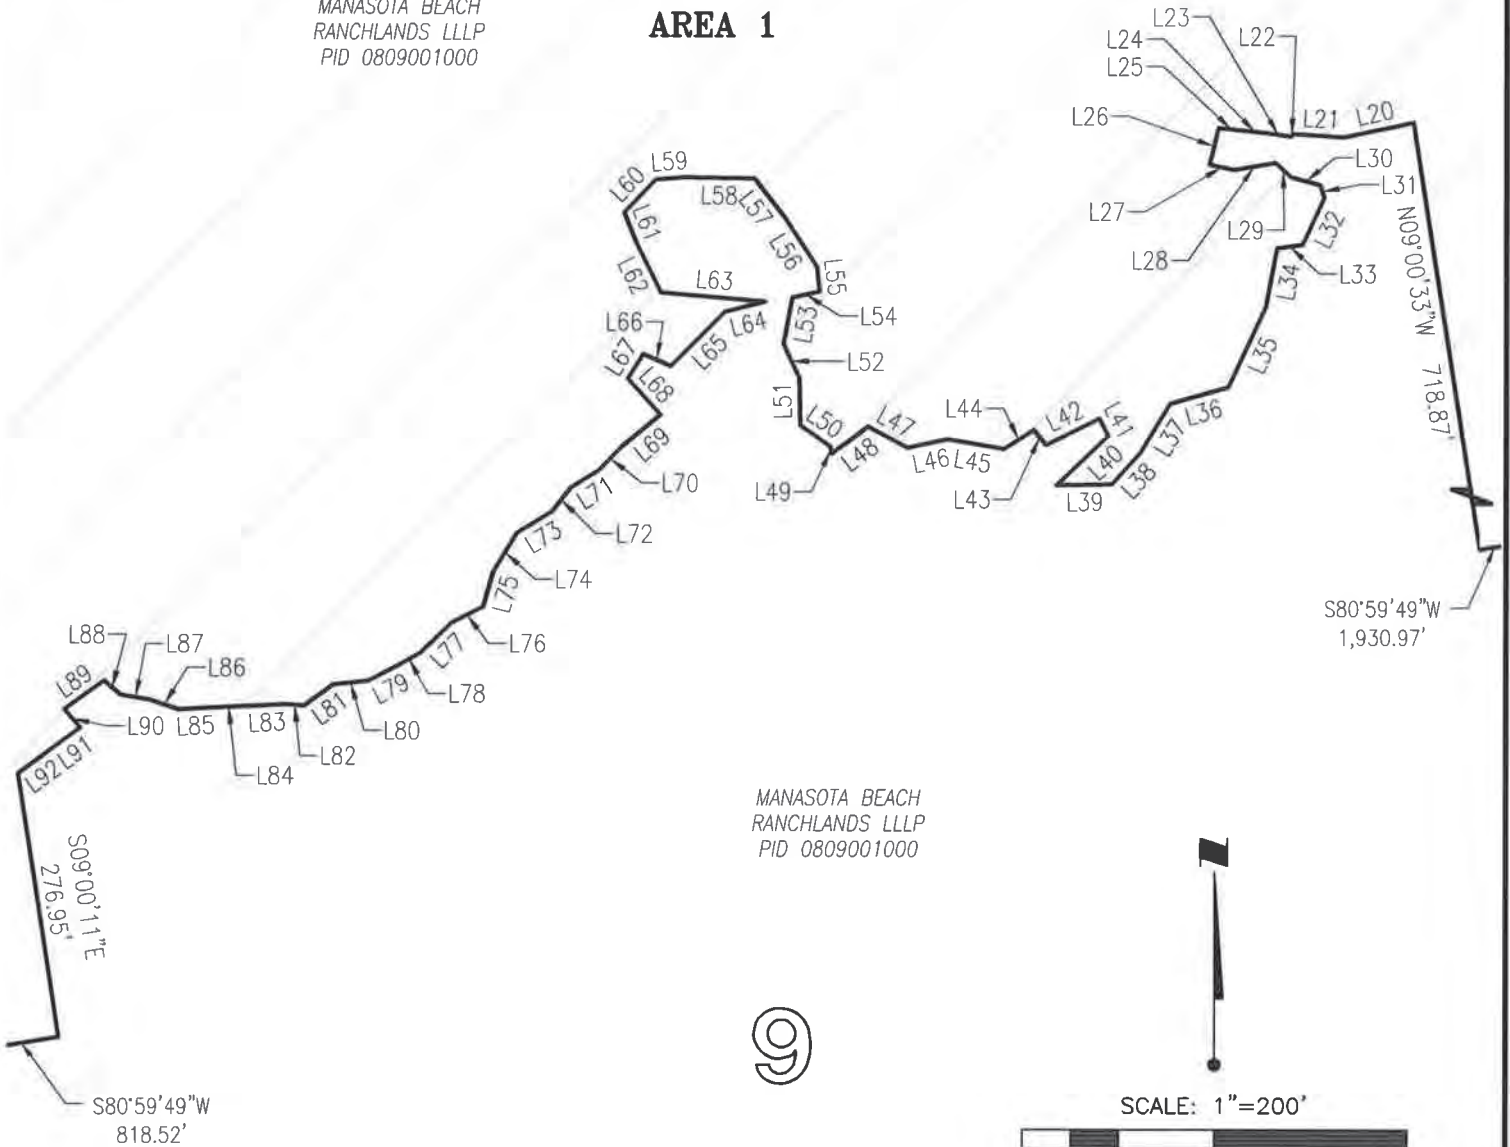 MANASOTA BEACH
RANCHLANDS LLLP
PID 0809001000
AREA 1
L20
L21
L22
L23
L24
L25
L26
L27
L28
L29
L30
L31
L32
L33
L34
L35
L36
L37
L38
L39
L40
L41
L42
L43
L44
L45
L46
L47
L48
L49
L50
L51
L52
L53
L54
L55
L56
L57
L58
L59
L60
L61
L62
L63
L64
L65
L66
L67
L68
L69
L70
L71
L72
L73
L74
L75
L76
L77
L78
L79
L80
L81
L82
L83
L84
L85
L86
L87
L88
L89
L90
L91
L92
N09°00'33"W 718.87'
S80°59'49"W
1,930.97'
S09°00'11"E
276.95'
S80°59'49"W
818.52'
MANASOTA BEACH
RANCHLANDS LLLP
PID 0809001000
9
SCALE: 1"=200'